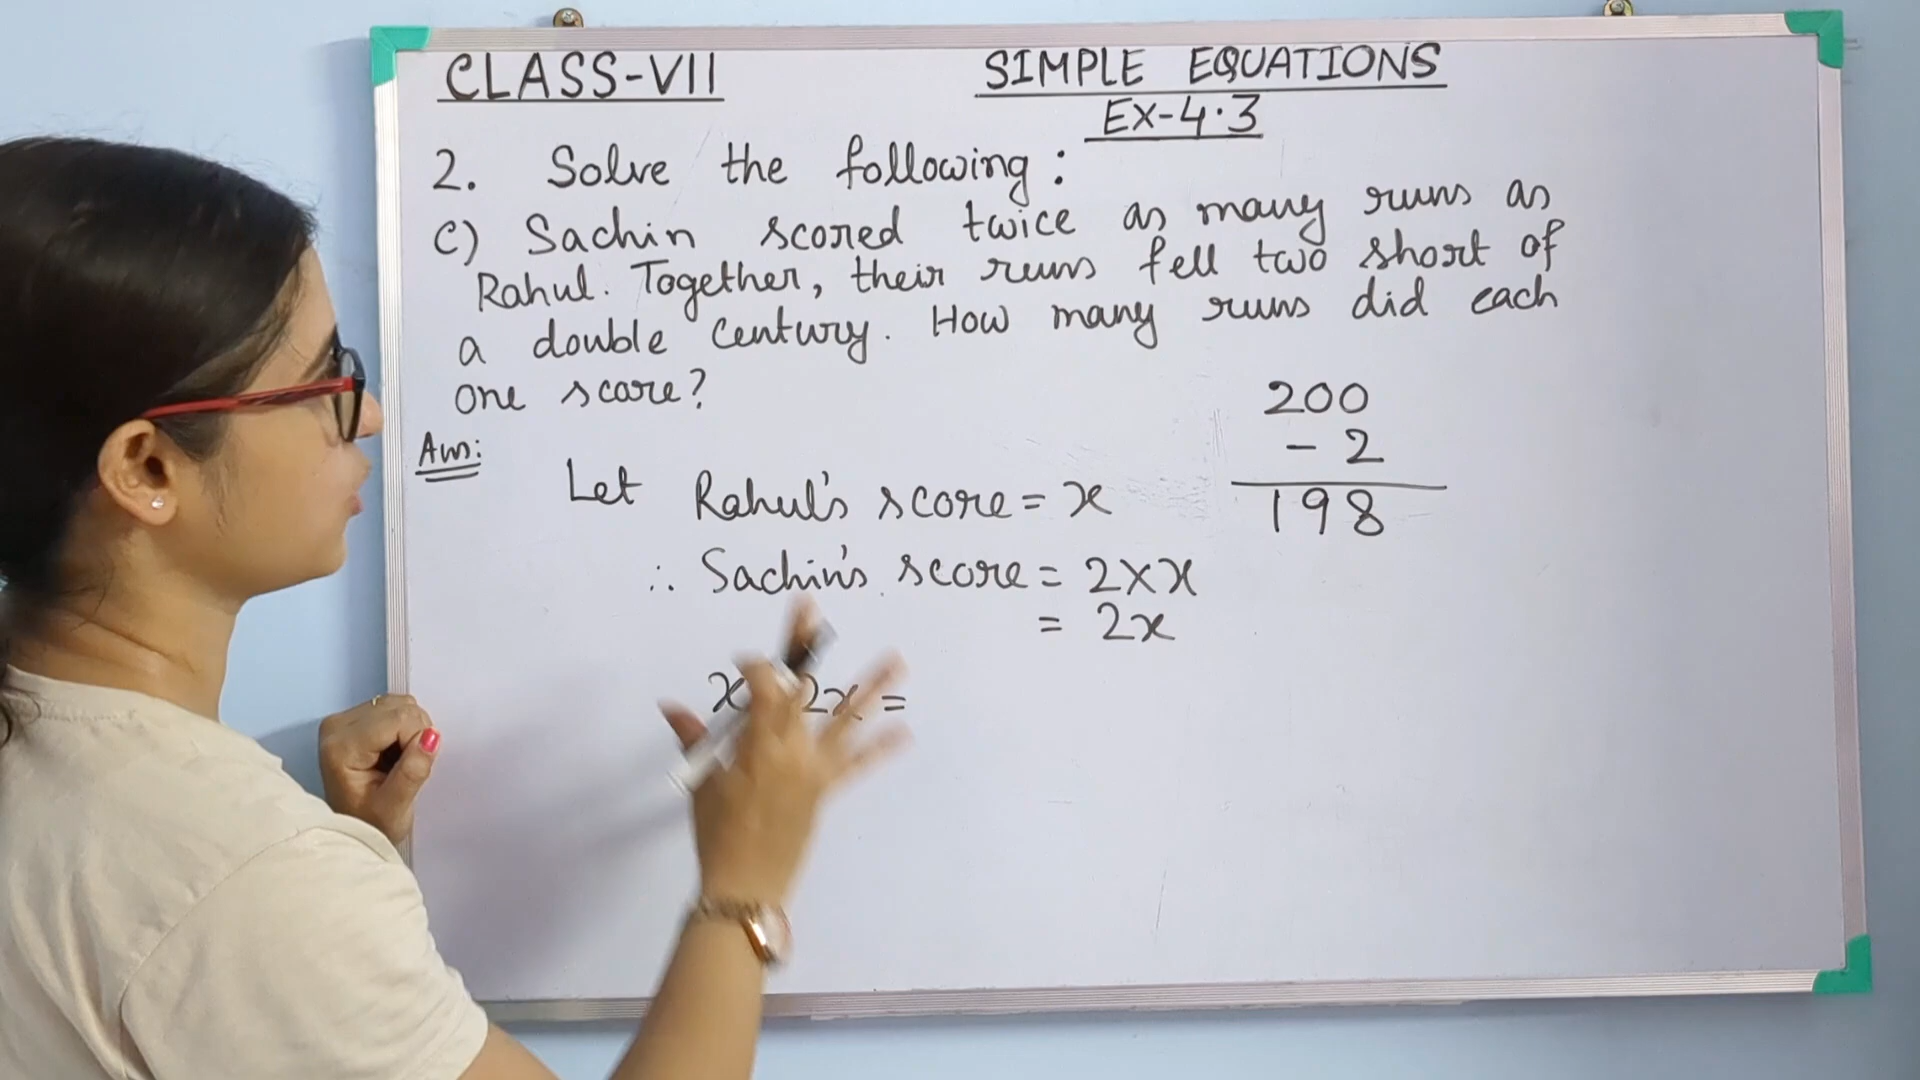 CLASS-VII
SIMPLE EQUATIONS
EX-4.3
2. Solve the following:
c) Sachin scored twice as many runs as
Rahul. Together, their runs fell two short of
a double century. How many runs did each
one score?
Ans:
Let Rahul's score = x
∴ Sachin's score = 2×x
= 2x
x 2x =
200
- 2
198